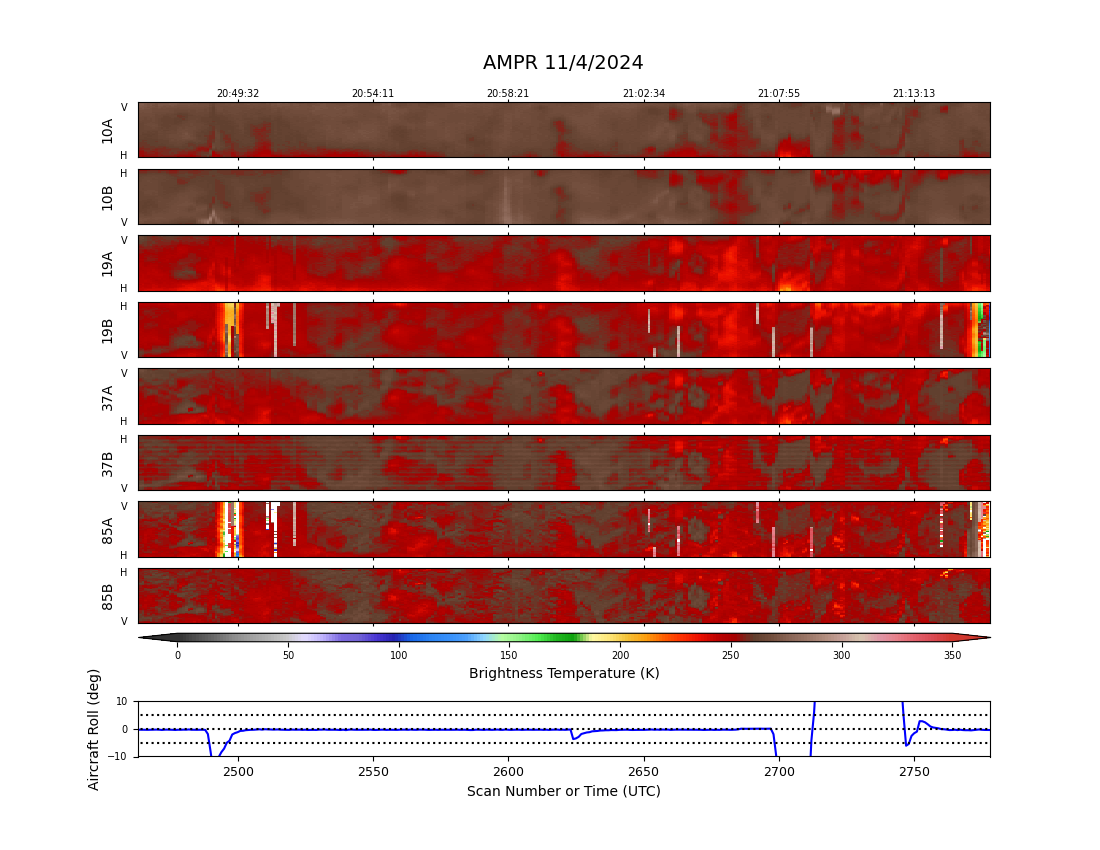 AMPR 11/4/2024
20:49:32 20:54:11 20:58:21 21:02:34 21:07:55 21:13:13
V
10A
H
H
10B
V
V
19A
H
H
19B
V
V
37A
H
H
37B
V
V
85A
H
H
85B
V
0 50 100 150 200 250 300 350
Brightness Temperature (K)
Aircraft Roll (deg)
10
0
−10
2500 2550 2600 2650 2700 2750
Scan Number or Time (UTC)